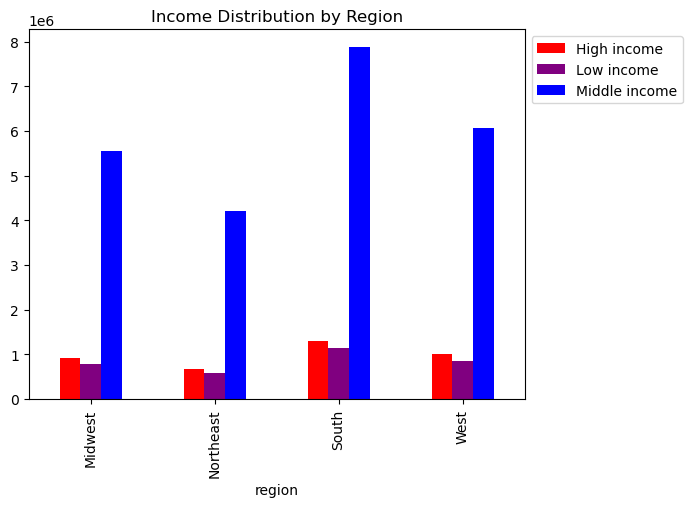 Income Distribution by Region
1e6
8
7
6
5
4
3
2
1
0
Midwest
Northeast
South
West
region
High income
Low income
Middle income